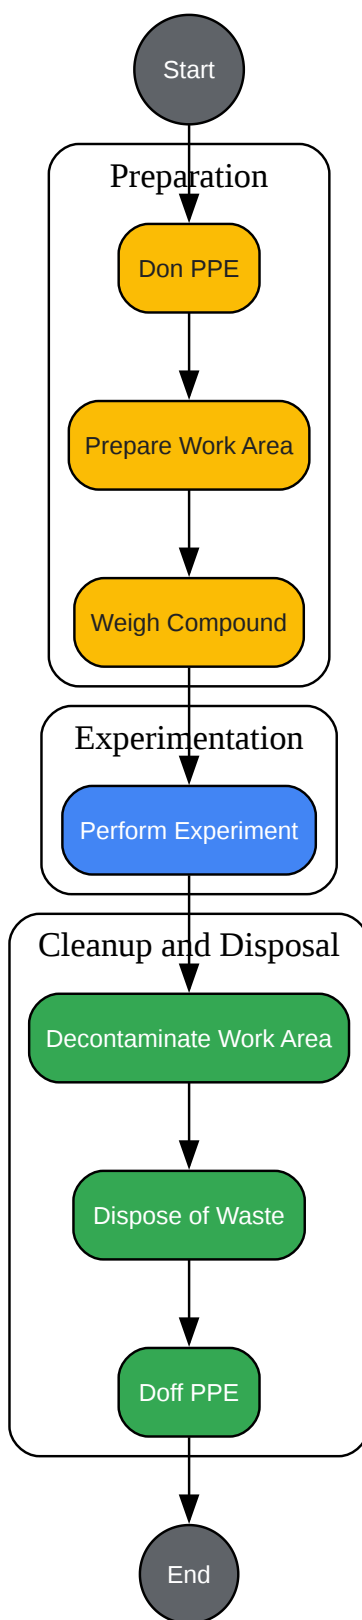 Start
Preparation
Don PPE
Prepare Work Area
Weigh Compound
Experimentation
Perform Experiment
Cleanup and Disposal
Decontaminate Work Area
Dispose of Waste
Doff PPE
End